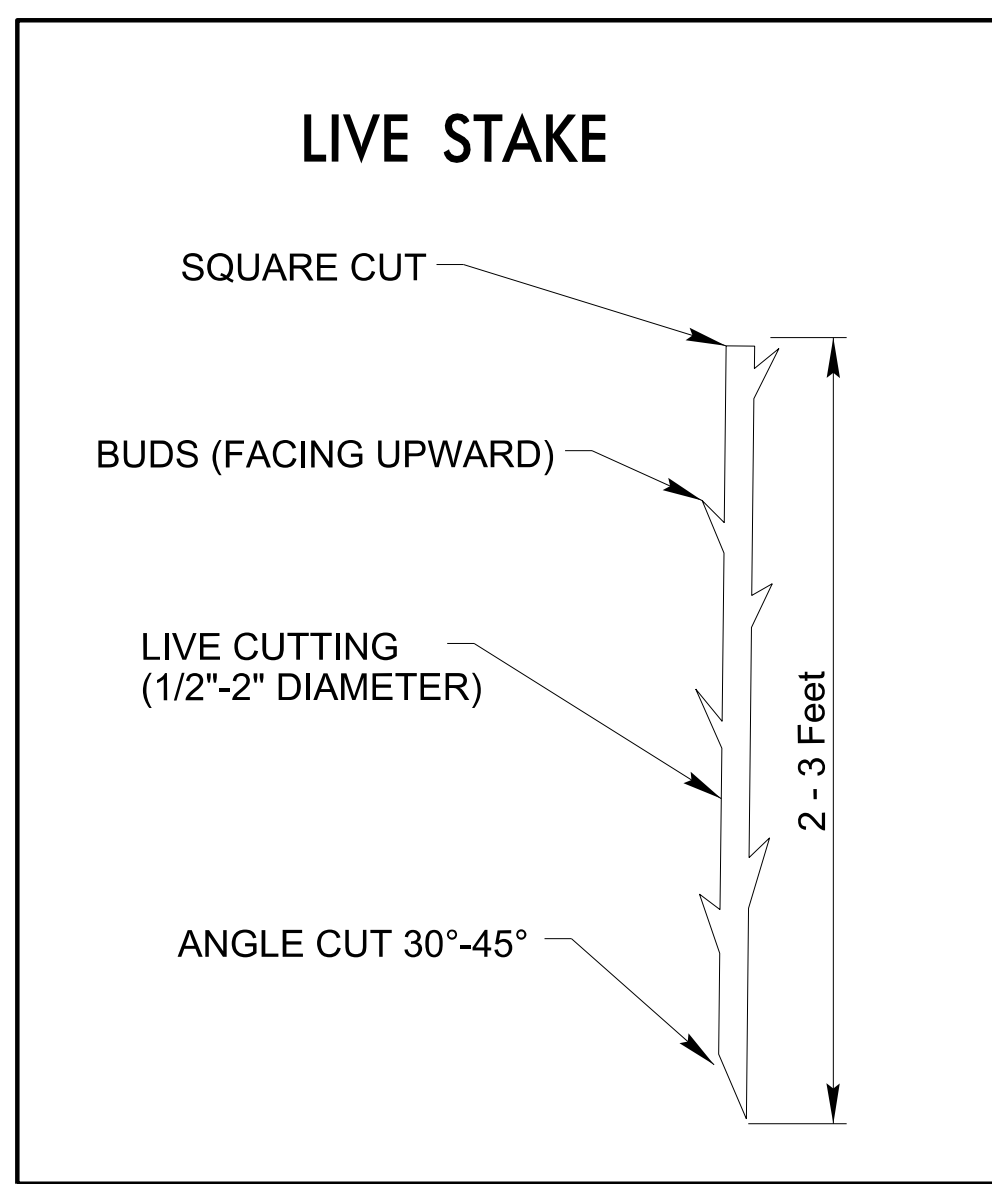 LIVE STAKE
SQUARE CUT
BUDS (FACING UPWARD)
LIVE CUTTING
(1/2"-2" DIAMETER)
2 - 3 Feet
ANGLE CUT 30°-45°